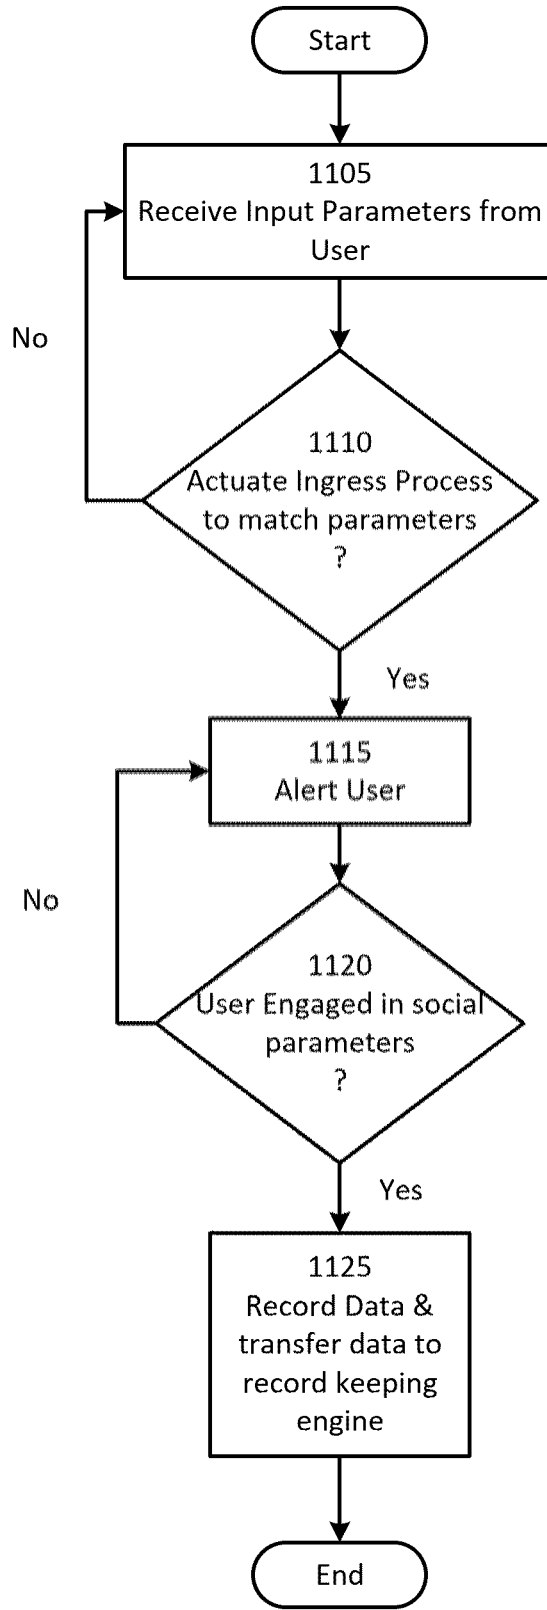 Start
1105
Receive Input Parameters from
User
No
1110
Actuate Ingress Process
to match parameters
?
Yes
1115
Alert User
No
1120
User Engaged in social
parameters
?
Yes
1125
Record Data &
transfer data to
record keeping
engine
End